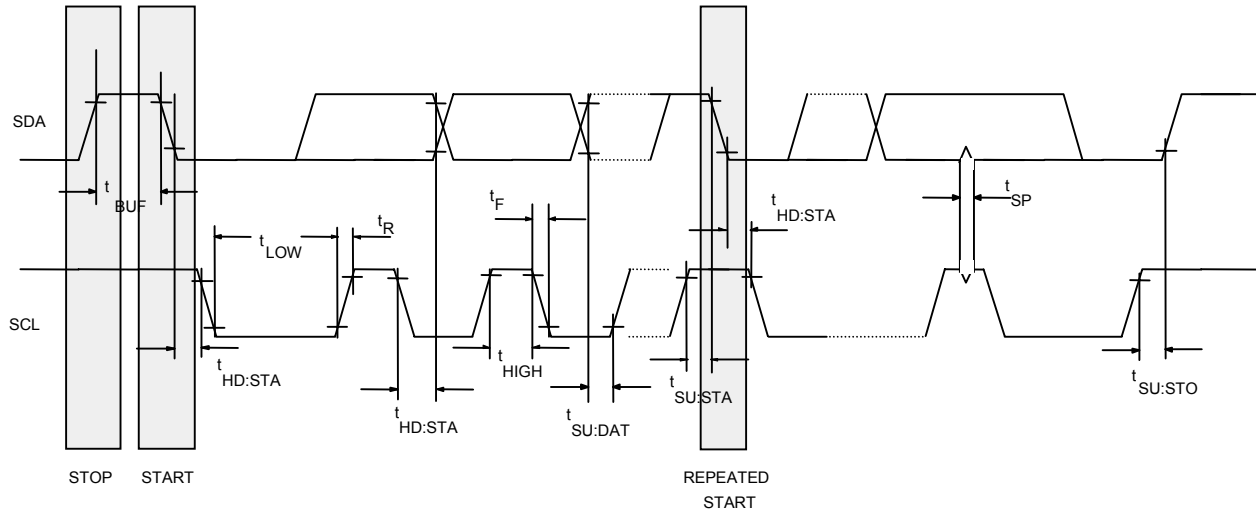 SDA
t BUF
t LOW
t R
t F
t HD:STA
t SP
SCL
t HD:STA
t HD:STA
t HIGH
t SU:DAT
t SU:STA
t SU:STO
STOP
START
REPEATED
START